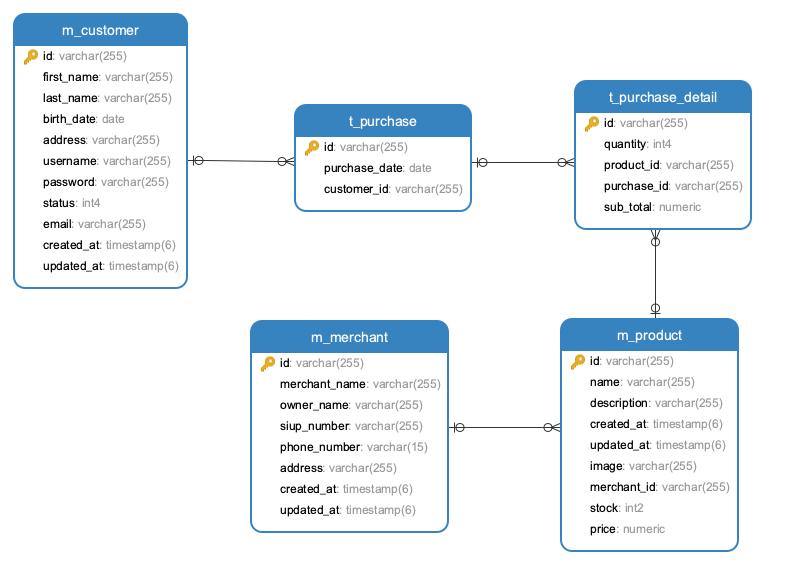 m_customer
id: varchar(255)
first_name: varchar(255)
last_name: varchar(255)
birth_date: date
address: varchar(255)
username: varchar(255)
password: varchar(255)
status: int4
email: varchar(255)
created_at: timestamp(6)
updated_at: timestamp(6)
t_purchase
id: varchar(255)
purchase_date: date
customer_id: varchar(255)
t_purchase_detail
id: varchar(255)
quantity: int4
product_id: varchar(255)
purchase_id: varchar(255)
sub_total: numeric
m_merchant
id: varchar(255)
merchant_name: varchar(255)
owner_name: varchar(255)
siup_number: varchar(255)
phone_number: varchar(15)
address: varchar(255)
created_at: timestamp(6)
updated_at: timestamp(6)
m_product
id: varchar(255)
name: varchar(255)
description: varchar(255)
created_at: timestamp(6)
updated_at: timestamp(6)
image: varchar(255)
merchant_id: varchar(255)
stock: int2
price: numeric